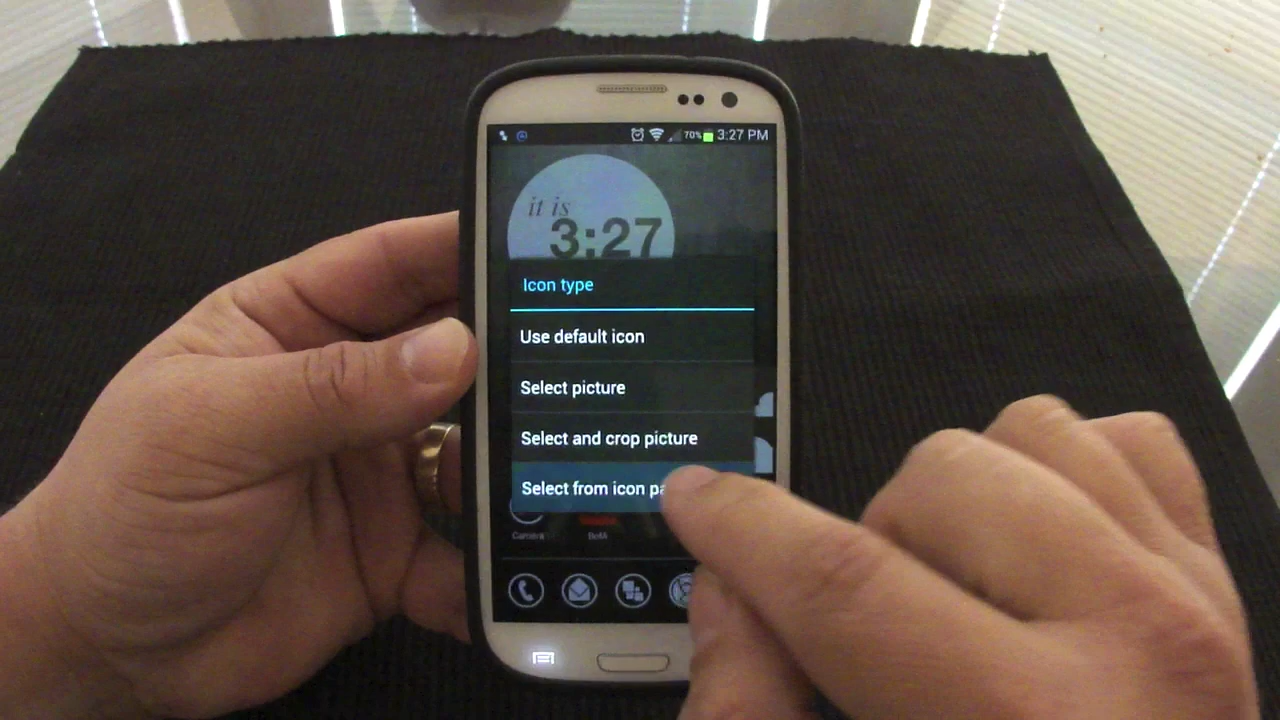 70% 3:27 PM
it is
3:27
Icon type
Use default icon
Select picture
Select and crop picture
Select from icon pa
Camera